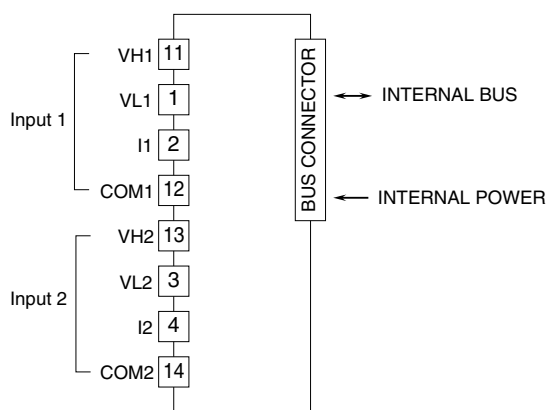 VH1 11
VL1 1
Input 1
I1 2
COM1 12
VH2 13
VL2 3
Input 2
I2 4
COM2 14
BUS CONNECTOR
INTERNAL BUS
INTERNAL POWER